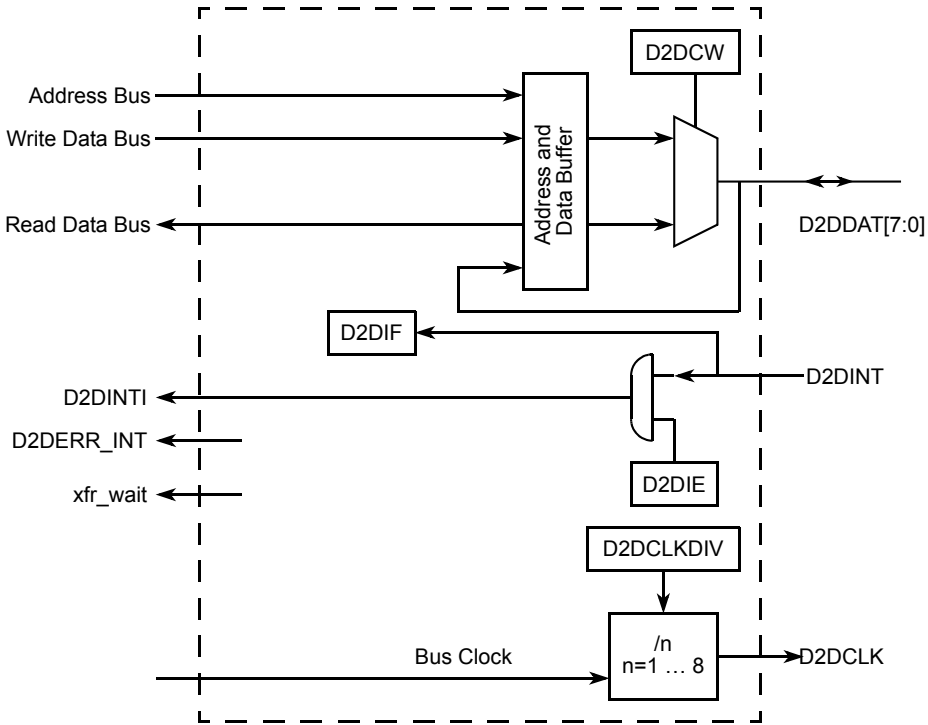 D2DCW
Address Bus
Write Data Bus
Address and
Data Buffer
Read Data Bus
D2DDAT[7:0]
D2DIF
D2DINT
D2DINTI
D2DERR_INT
D2DIE
xfr_wait
D2DCLKDIV
/n
n=1 … 8
Bus Clock
D2DCLK